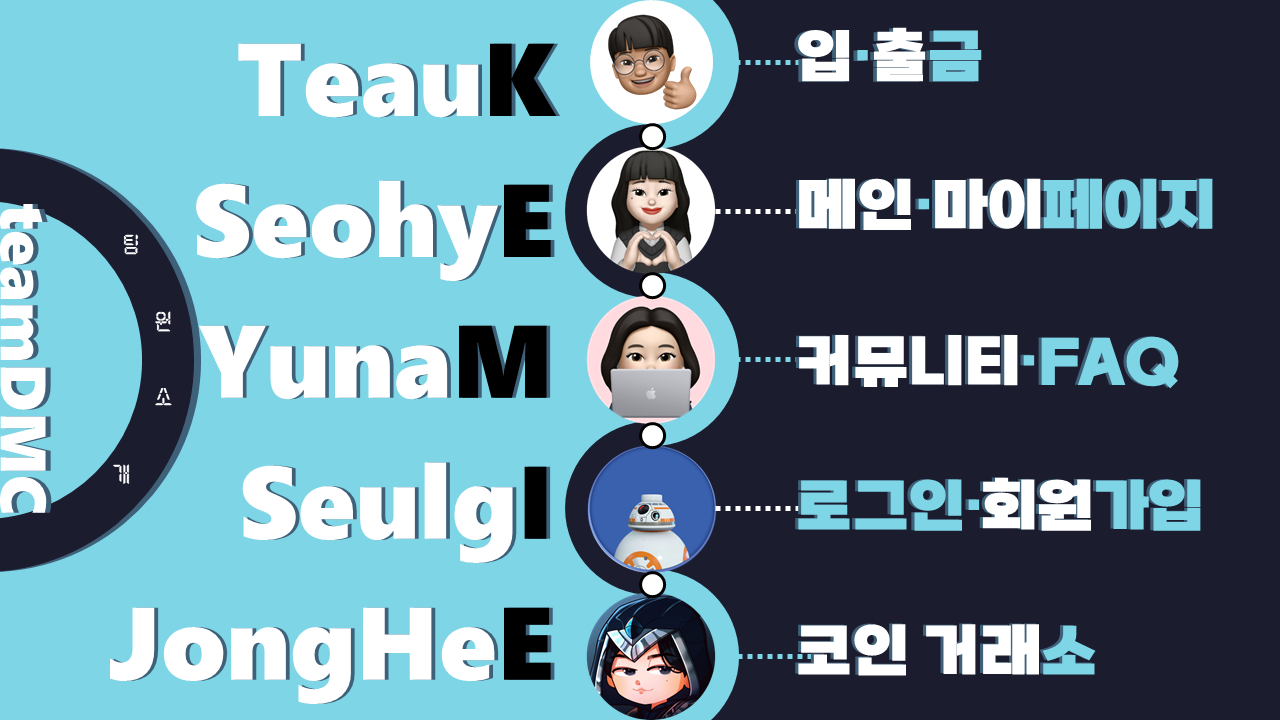 teamDMC
팀
원
소
개
TeauK
입·출금
SeohyE
메인·마이페이지
YunaM
커뮤니티·FAQ
SeulgI
로그인·회원가입
JongHeE
코인 거래소